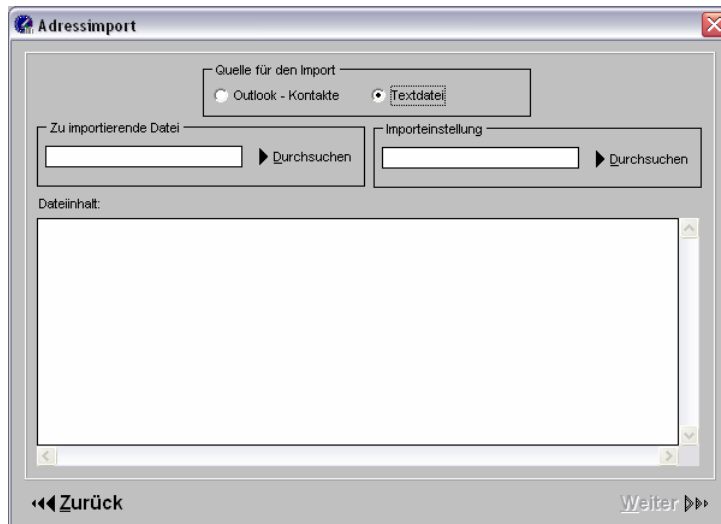 Adressimport
Quelle für den Import
Outlook - Kontakte Textdatei
Zu importierende Datei Importeinstellung
Durchsuchen Durchsuchen
Dateiinhalt:
Zurück Weiter